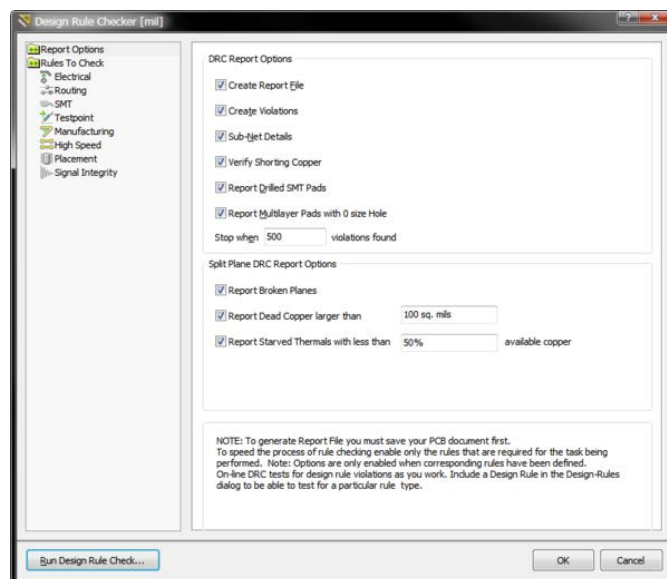 Design Rule Checker [mil]
Report Options
Rules To Check
Electrical
Routing
SMT
Testpoint
Manufacturing
High Speed
Placement
Signal Integrity
DRC Report Options
Create Report File
Create Violations
Sub-Net Details
Verify Shorting Copper
Report Drilled SMT Pads
Report Multilayer Pads with 0 size Hole
Stop when 500 violations found
Split Plane DRC Report Options
Report Broken Planes
Report Dead Copper larger than 100 sq. mils
Report Starved Thermals with less than 50% available copper
NOTE: To generate Report File you must save your PCB document first.
To speed the process of rule checking enable only the rules that are required for the task being
performed. Note: Options are only enabled when corresponding rules have been defined.
On-line DRC tests for design rule violations as you work. Include a Design Rule in the Design-Rules
dialog to be able to test for a particular rule type.
Run Design Rule Check... OK Cancel